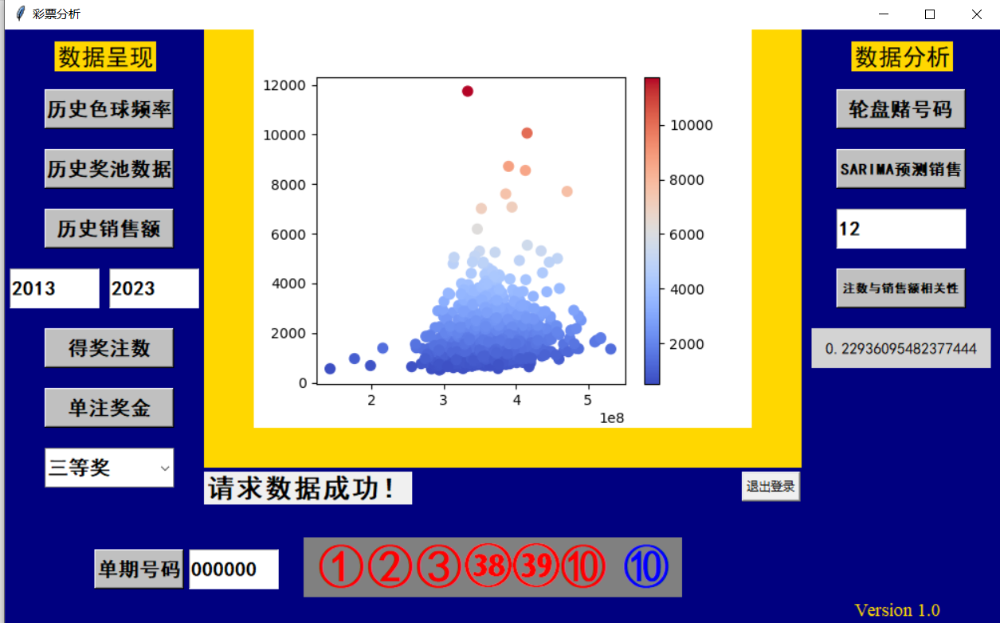 彩票分析
数据呈现
历史色球频率
历史奖池数据
历史销售额
2013 2023
得奖注数
单注奖金
三等奖
12000
10000
8000
6000
4000
2000
0
2 3 4 5
1e8
10000
8000
6000
4000
2000
数据分析
轮盘赌号码
SARIMA预测销售
12
注数与销售额相关性
0.22936095482377444
请求数据成功!
退出登录
单期号码 000000 ① ② ③ 38 39 ⑩ ⑩
Version 1.0